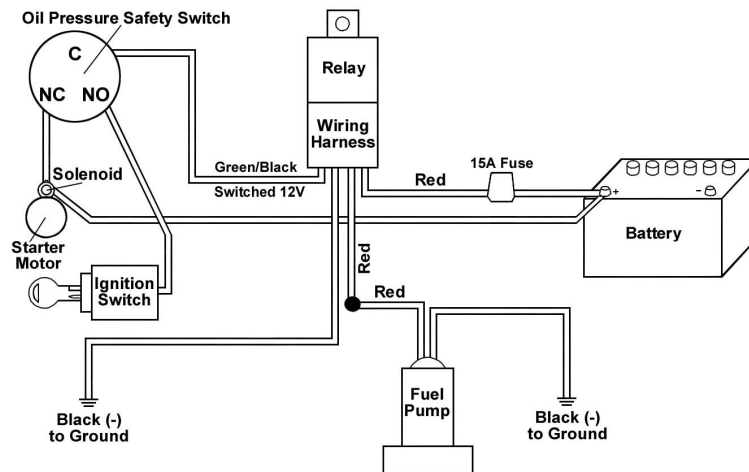 Oil Pressure Safety Switch
C
NC NO
Relay
Wiring
Harness
Solenoid
Starter
Motor
Green/Black
Switched 12V
Red
15A Fuse
+ -
Battery
Ignition
Switch
Red
Red
Fuel
Pump
Black (-)
to Ground
Black (-)
to Ground